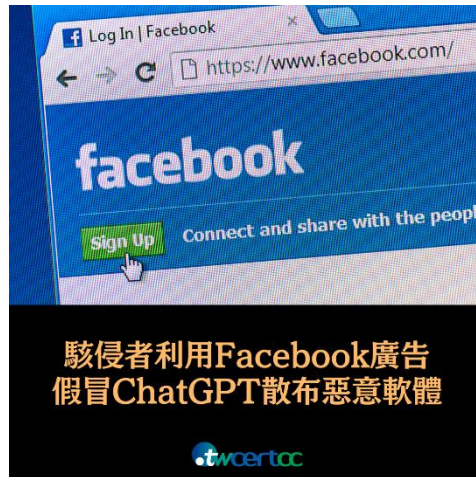 Log In | Facebook
https://www.facebook.com/
facebook
Sign Up
Connect and share with the peopl
駭侵者利用Facebook廣告
假冒ChatGPT散布惡意軟體
twcertcc